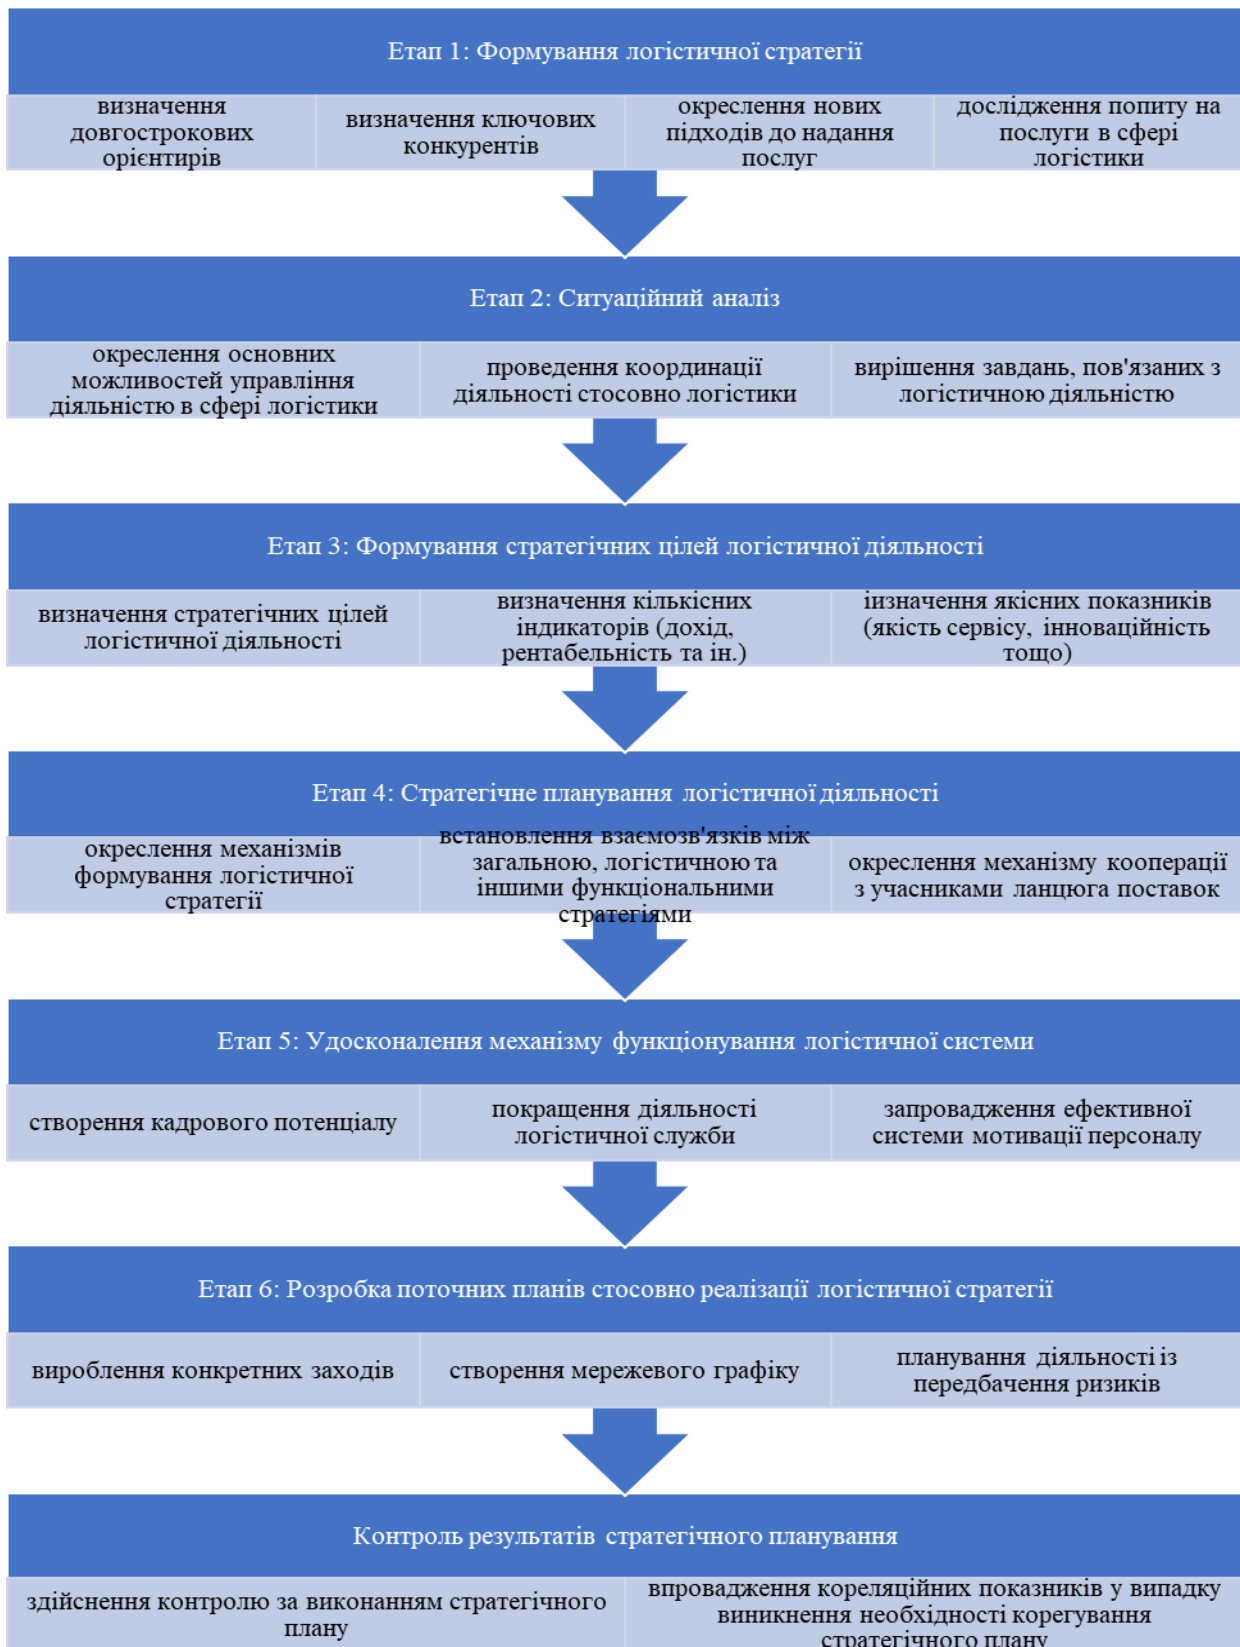 Етап 1: Формування логістичної стратегії
визначення
довгострокових
орієнтирів
визначення ключових
конкурентів
окреслення нових
підходів до надання
послуг
дослідження попиту на
послуги в сфері
логістики
Етап 2: Ситуаційний аналіз
окреслення основних
можливостей управління
діяльністю в сфері логістики
проведення координації
діяльності стосовно логістики
вирішення завдань, пов'язаних з
логістичною діяльністю
Етап 3: Формування стратегічних цілей логістичної діяльності
визначення стратегічних цілей
логістичної діяльності
визначення кількісних
індикаторів (дохід,
рентабельність та ін.)
іизначення якісних показників
(якість сервісу, інноваційність
тощо)
Етап 4: Стратегічне планування логістичної діяльності
окреслення механізмів
формування логістичної
стратегії
встановлення взаємозв'язків між
загальною, логістичною та
іншими функціональними
стратегіями
окреслення механізму кооперації
з учасниками ланцюга поставок
Етап 5: Удосконалення механізму функціонування логістичної системи
створення кадрового потенціалу
покращення діяльності
логістичної служби
запровадження ефективної
системи мотивації персоналу
Етап 6: Розробка поточних планів стосовно реалізації логістичної стратегії
вироблення конкретних заходів
створення мережевого графіку
планування діяльності із
передбачення ризиків
Контроль результатів стратегічного планування
здійснення контролю за виконанням стратегічного
плану
впровадження кореляційних показників у випадку
виникнення необхідності корегування
стратегічного плану